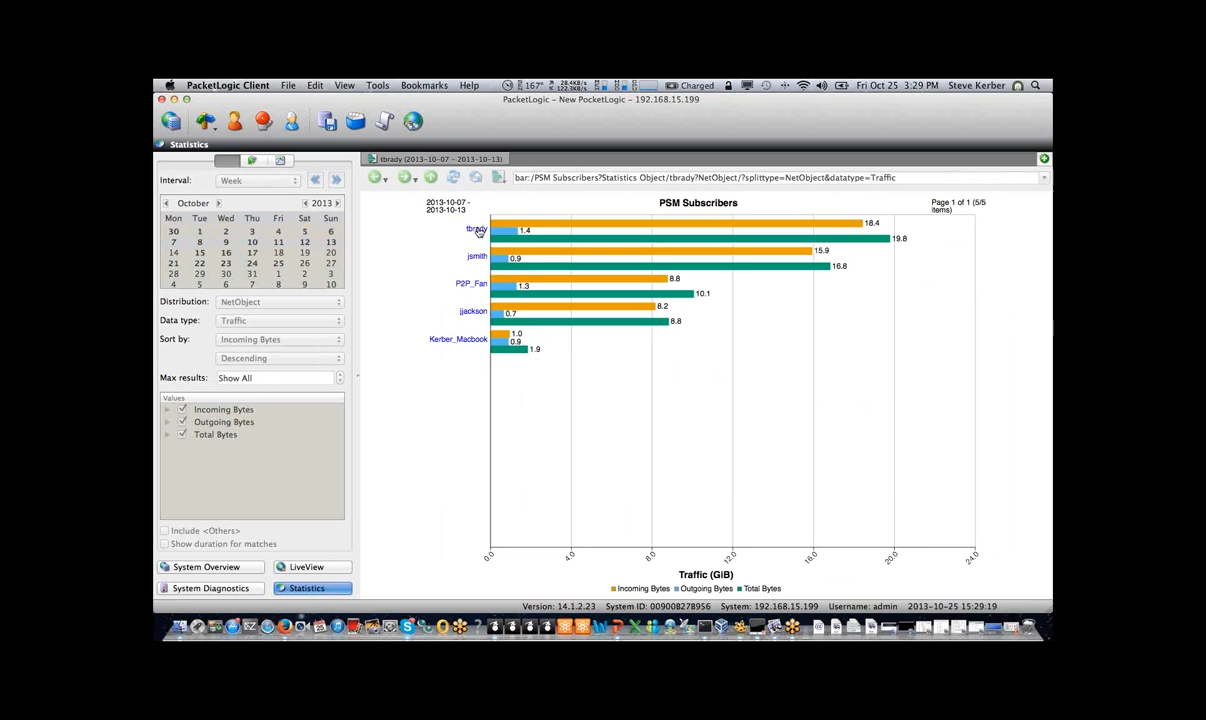 PacketLogic Client File Edit View Tools Bookmarks Help 167° 28.4KB/s 122.3KB/s Charged Fri Oct 25 3:29 PM Steve Kerber
PacketLogic - New PocketLogic - 192.168.15.199
Statistics
tbrady (2013-10-07 - 2013-10-13)
Interval: Week
bar:/PSM Subscribers?Statistics Object/tbrady?NetObject/?splittype=NetObject&datatype=Traffic
October 2013
Mon Tue Wed Thu Fri Sat Sun
30 1 2 3 4 5 6
7 8 9 10 11 12 13
14 15 16 17 18 19 20
21 22 23 24 25 26 27
28 29 30 31 1 2 3
4 5 6 7 8 9 10
Distribution: NetObject
Data type: Traffic
Sort by: Incoming Bytes
Descending
Max results: Show All
Values
Incoming Bytes
Outgoing Bytes
Total Bytes
Include <Others>
Show duration for matches
System Overview LiveView
System Diagnostics Statistics
2013-10-07 -
2013-10-13
PSM Subscribers
Page 1 of 1 (5/5
items)
tbrady 18.4
1.4
19.8
jsmith 15.9
0.9
16.8
P2P_Fan 8.8
1.3
10.1
jjackson 8.2
0.7
8.8
Kerber_Macbook 1.0
0.9
1.9
0.0 4.0 8.0 12.0 16.0 20.0 24.0
Traffic (GiB)
Incoming Bytes Outgoing Bytes Total Bytes
Version: 14.1.2.23 System ID: 009008278956 System: 192.168.15.199 Username: admin 2013-10-25 15:29:19